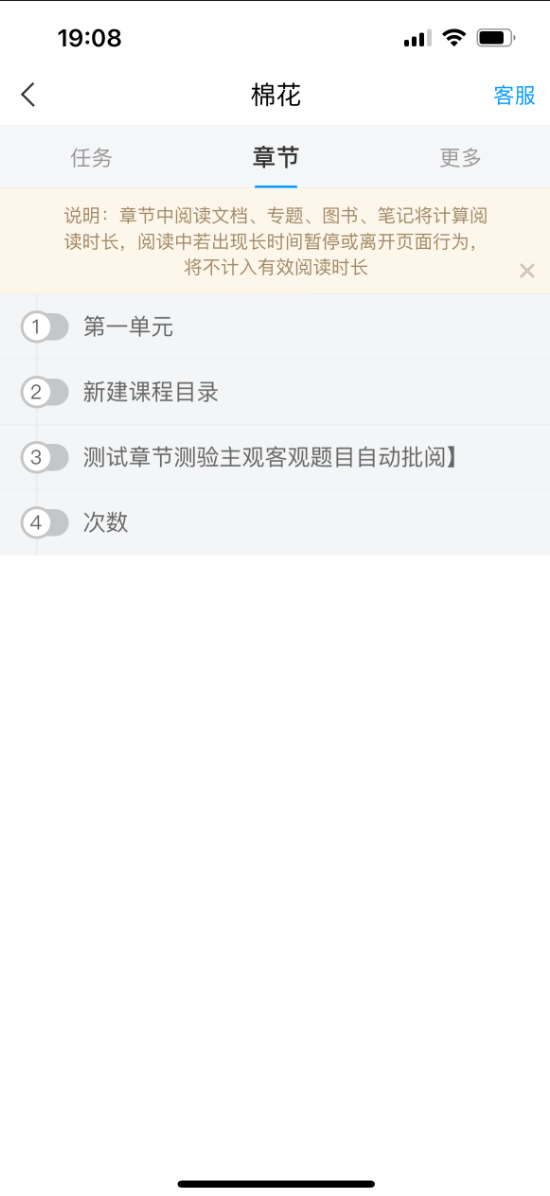 19:08
棉花
客服
任务
章节
更多
说明：章节中阅读文档、专题、图书、笔记将计算阅
读时长，阅读中若出现长时间暂停或离开页面行为，
将不计入有效阅读时长
1 第一单元
2 新建课程目录
3 测试章节测验主观客观题目自动批阅】
4 次数